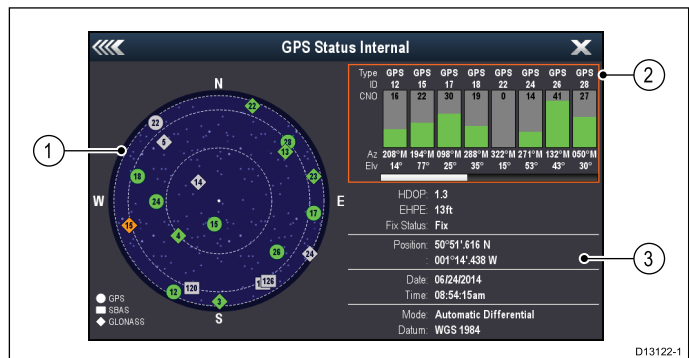 GPS Status Internal
Type GPS GPS GPS GPS GPS GPS GPS GPS
ID 12 15 17 18 22 24 26 28
CNO 16 22 30 19 0 14 41 27
Az 208°M 194°M 098°M 288°M 322°M 271°M 132°M 050°M
Elv 14° 77° 25° 35° 15° 53° 43° 30°
HDOP: 1.3
EHPE: 13ft
Fix Status: Fix
Position: 50°51'.616 N
: 001°14'.438 W
Date: 06/24/2014
Time: 08:54:15am
Mode: Automatic Differential
Datum: WGS 1984
N
22
22
5
28
13
18
14
23
W
E
24
17
15
15
4
26
24
12
120
126
3
S
GPS
SBAS
GLONASS
1
2
3
D13122-1